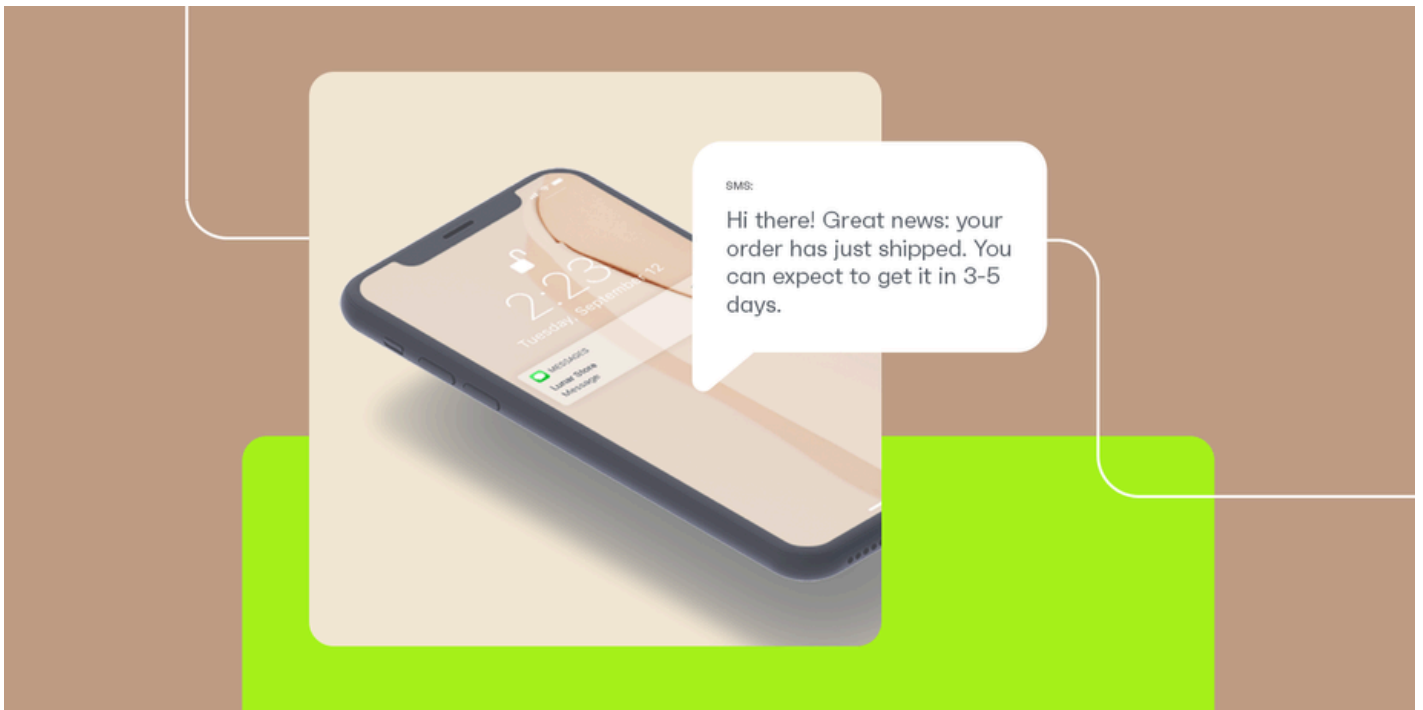 2:23
Tuesday, September 12
MESSAGES
Lunar Store
Message
SMS:
Hi there! Great news: your
order has just shipped. You
can expect to get it in 3-5
days.